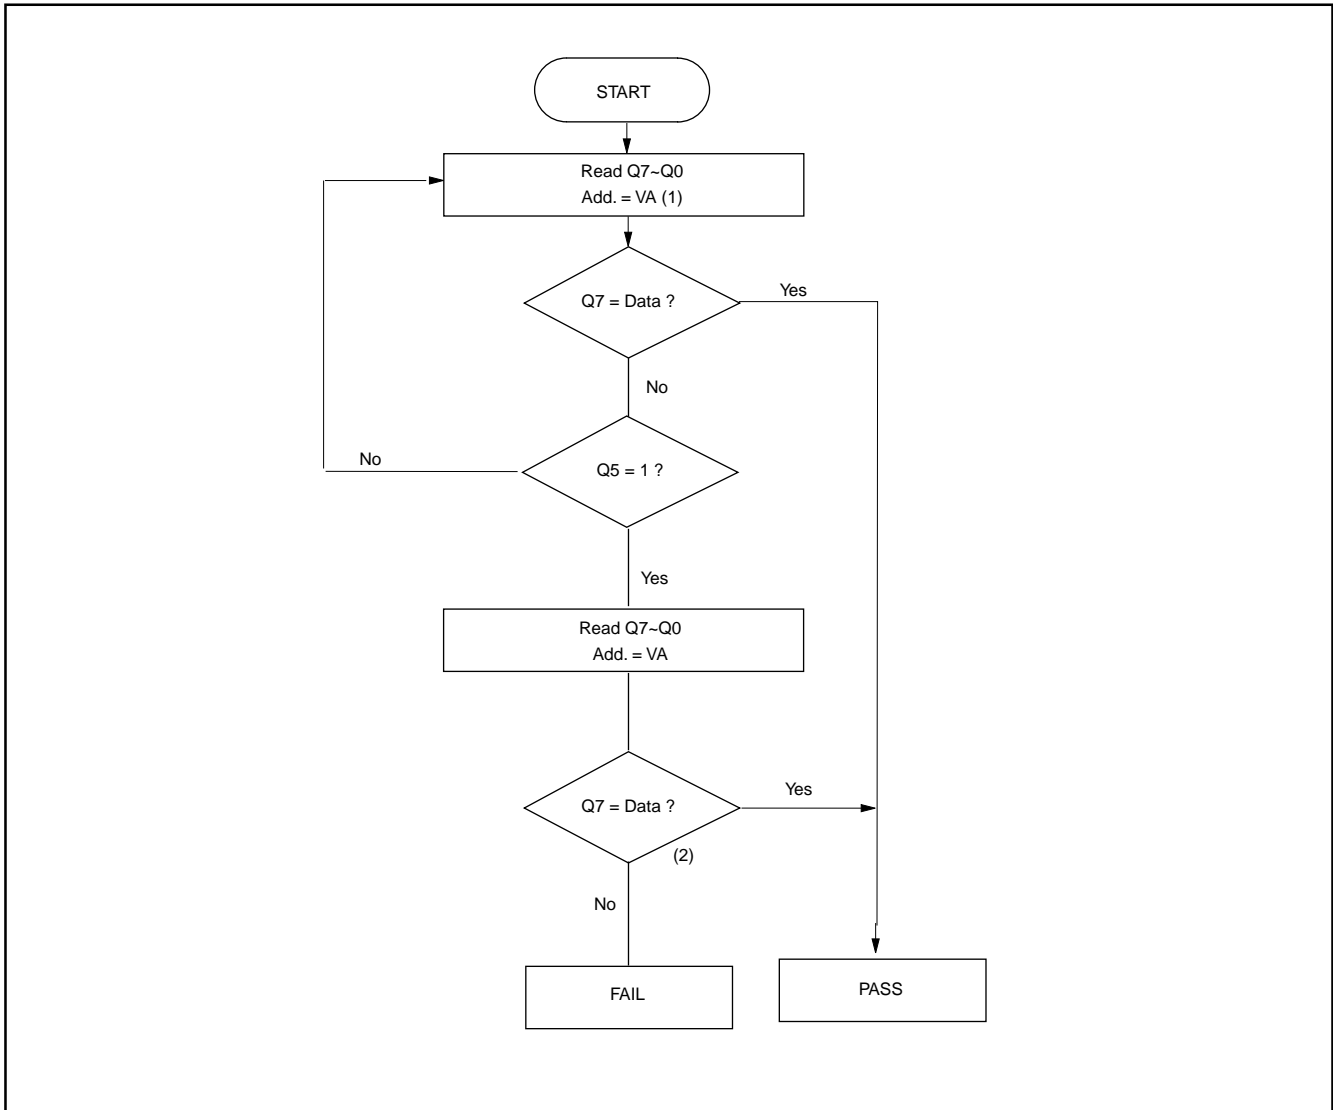 START
Read Q7~Q0
Add. = VA (1)
Q7 = Data ?
Yes
No
Q5 = 1 ?
No
Yes
Read Q7~Q0
Add. = VA
Q7 = Data ?
Yes
(2)
No
FAIL
PASS